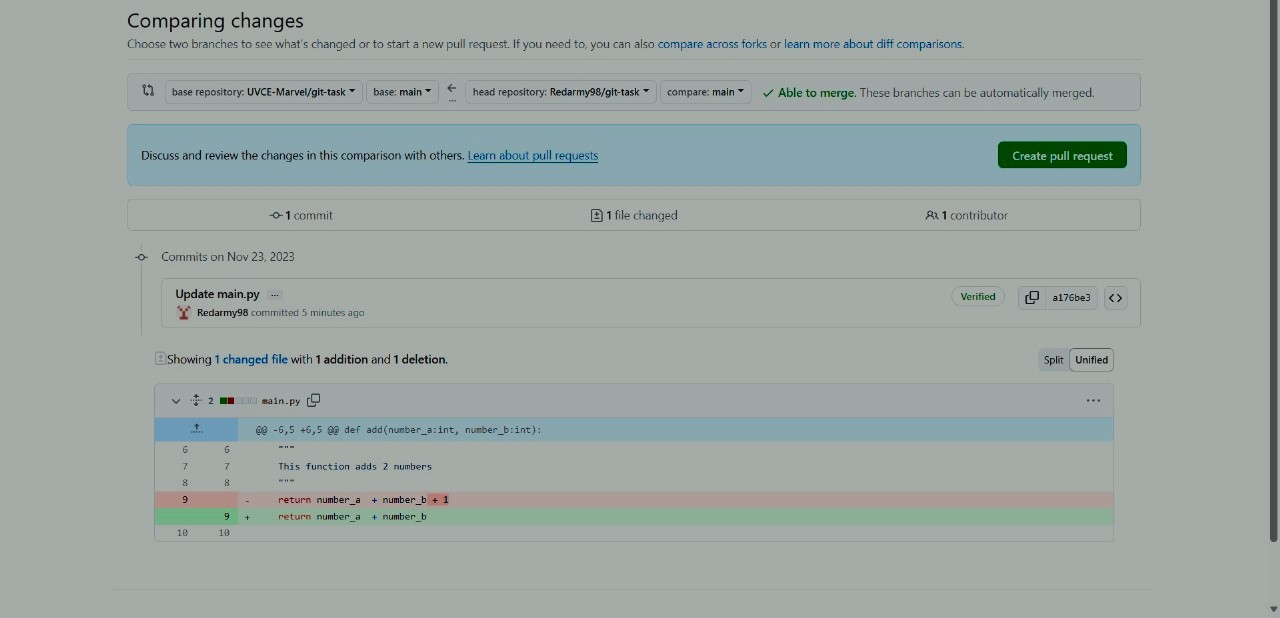 Comparing changes
Choose two branches to see what's changed or to start a new pull request. If you need to, you can also compare across forks or learn more about diff comparisons.
base repository: UVCE-Marvel/git-task base: main ... head repository: Redarmy98/git-task compare: main ✓ Able to merge. These branches can be automatically merged.
Discuss and review the changes in this comparison with others. Learn about pull requests Create pull request
1 commit 1 file changed 1 contributor
Commits on Nov 23, 2023
Update main.py ... Verified a176be3
Redarmy98 committed 5 minutes ago
Showing 1 changed file with 1 addition and 1 deletion. Split Unified
2 main.py ...
@@ -6,5 +6,5 @@ def add(number_a:int, number_b:int):
6 6 """
7 7 This function adds 2 numbers
8 8 """
9 - return number_a + number_b + 1
9 + return number_a + number_b
10 10